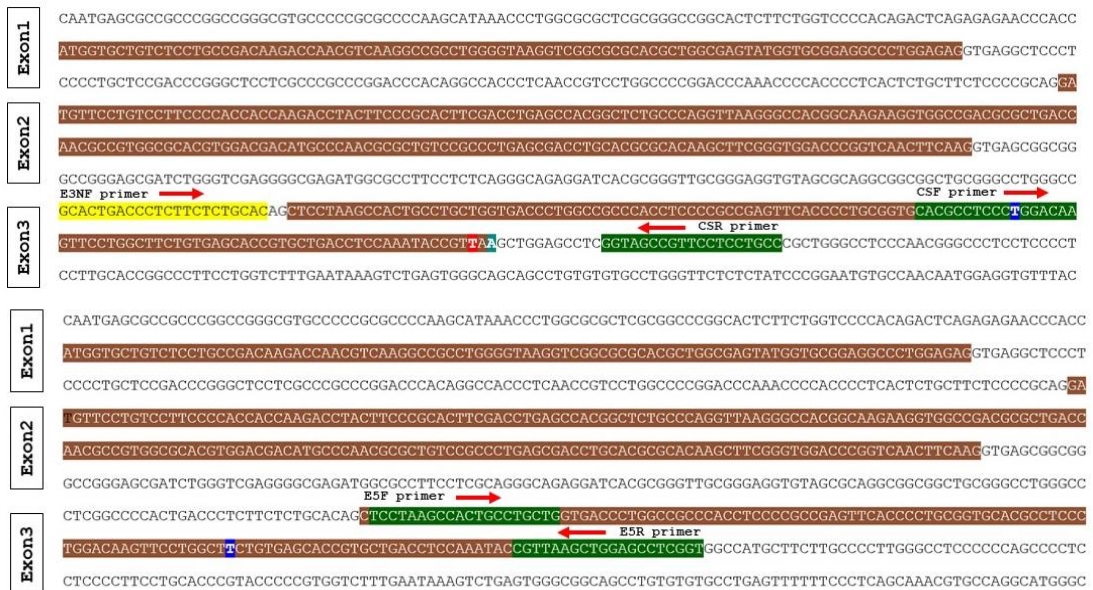 Exon1
CAATGAGCGCCGCCCGGCCGGGCGTGCCCCCGCGCCCCAAGCATAAACCCTGGCGCGCTCGCGGGCCGGCACTCTTCTGGTCCCCACAGACTCAGAGAGAACCCACC
ATGGTGCTGTCTCCTGCCGACAAGACCAACGTCAAGGCCGCCTGGGGTAAGGTCGGCGCGCACGCTGGCGAGTATGGTGCGGAGGCCCTGGAGAGGTGAGGCTCCCT
CCCCTGCTCCGACCCGGGCTCCTCGCCCGCCCGGACCCACAGGCCACCCTCAACCGTCCTGGCCCCGGACCCAAACCCCACCCCTCACTCTGCTTCTCCCCGCAGGA
Exon2
TGTTCCTGTCCTTCCCCACCACCAAGACCTACTTCCCGCACTTCGACCTGAGCCACGGCTCTGCCCAGGTTAAGGGCCACGGCAAGAAGGTGGCCGACGCGCTGACC
AACGCCGTGGCGCACGTGGACGACATGCCCAACGCGCTGTCCGCCCTGAGCGACCTGCACGCGCACAAGCTTCGGGTGGACCCGGTCAACTTCAAGGTGAGCGGCGG
GCCGGGAGCGATCTGGGTCGAGGGGCGAGATGGCGCCTTCCTCTCAGGGCAGAGGATCACGCGGGTTGCGGGAGGTGTAGCGCAGGCGGCGGCTGCGGGCCTGGGCC
E3NF primer CSF primer
Exon3
GCACTGACCCTCTTCTCTGCACAGCTCCTAAGCCACTGCCTGCTGGTGACCCTGGCCGCCCACCTCCCCGCCGAGTTCACCCCTGCGGTGCACGCCTCCCTGGACAA
CSR primer
GTTCCTGGCTTCTGTGAGCACCGTGCTGACCTCCAAATACCGTTAAGCTGGAGCCTCGGTAGCCGTTCCTCCTGCCCGCTGGGCCTCCCAACGGGCCCTCCTCCCCT
CCTTGCACCGGCCCTTCCTGGTCTTTGAATAAAGTCTGAGTGGGCAGCAGCCTGTGTGTGCCTGGGTTCTCTCTATCCCGGAATGTGCCAACAATGGAGGTGTTTAC
Exon1
CAATGAGCGCCGCCCGGCCGGGCGTGCCCCCGCGCCCCAAGCATAAACCCTGGCGCGCTCGCGGCCCGGCACTCTTCTGGTCCCCACAGACTCAGAGAGAACCCACC
ATGGTGCTGTCTCCTGCCGACAAGACCAACGTCAAGGCCGCCTGGGGTAAGGTCGGCGCGCACGCTGGCGAGTATGGTGCGGAGGCCCTGGAGAGGTGAGGCTCCCT
CCCCTGCTCCGACCCGGGCTCCTCGCCCGCCCGGACCCACAGGCCACCCTCAACCGTCCTGGCCCCGGACCCAAACCCCACCCCTCACTCTGCTTCTCCCCGCAGGA
Exon2
TGTTCCTGTCCTTCCCCACCACCAAGACCTACTTCCCGCACTTCGACCTGAGCCACGGCTCTGCCCAGGTTAAGGGCCACGGCAAGAAGGTGGCCGACGCGCTGACC
AACGCCGTGGCGCACGTGGACGACATGCCCAACGCGCTGTCCGCCCTGAGCGACCTGCACGCGCACAAGCTTCGGGTGGACCCGGTCAACTTCAAGGTGAGCGGCGG
GCCGGGAGCGATCTGGGTCGAGGGGCGAGATGGCGCCTTCCTCGCAGGGCAGAGGATCACGCGGGTTGCGGGAGGTGTAGCGCAGGCGGCGGCTGCGGGCCTGGGCC
E5F primer
Exon3
CTCGGCCCCACTGACCCTCTTCTCTGCACAGCTCCTAAGCCACTGCCTGCTGGTGACCCTGGCCGCCCACCTCCCCGCCGAGTTCACCCCTGCGGTGCACGCCTCCC
E5R primer
TGGACAAGTTCCTGGCTTCTGTGAGCACCGTGCTGACCTCCAAATACCGTTAAGCTGGAGCCTCGGTGGCCATGCTTCTTGCCCCTTGGGCCTCCCCCCAGCCCCTC
CTCCCCTTCCTGCACCCGTACCCCCGTGGTCTTTGAATAAAGTCTGAGTGGGCGGCAGCCTGTGTGTGCCTGAGTTTTTTCCCTCAGCAAACGTGCCAGGCATGGGC